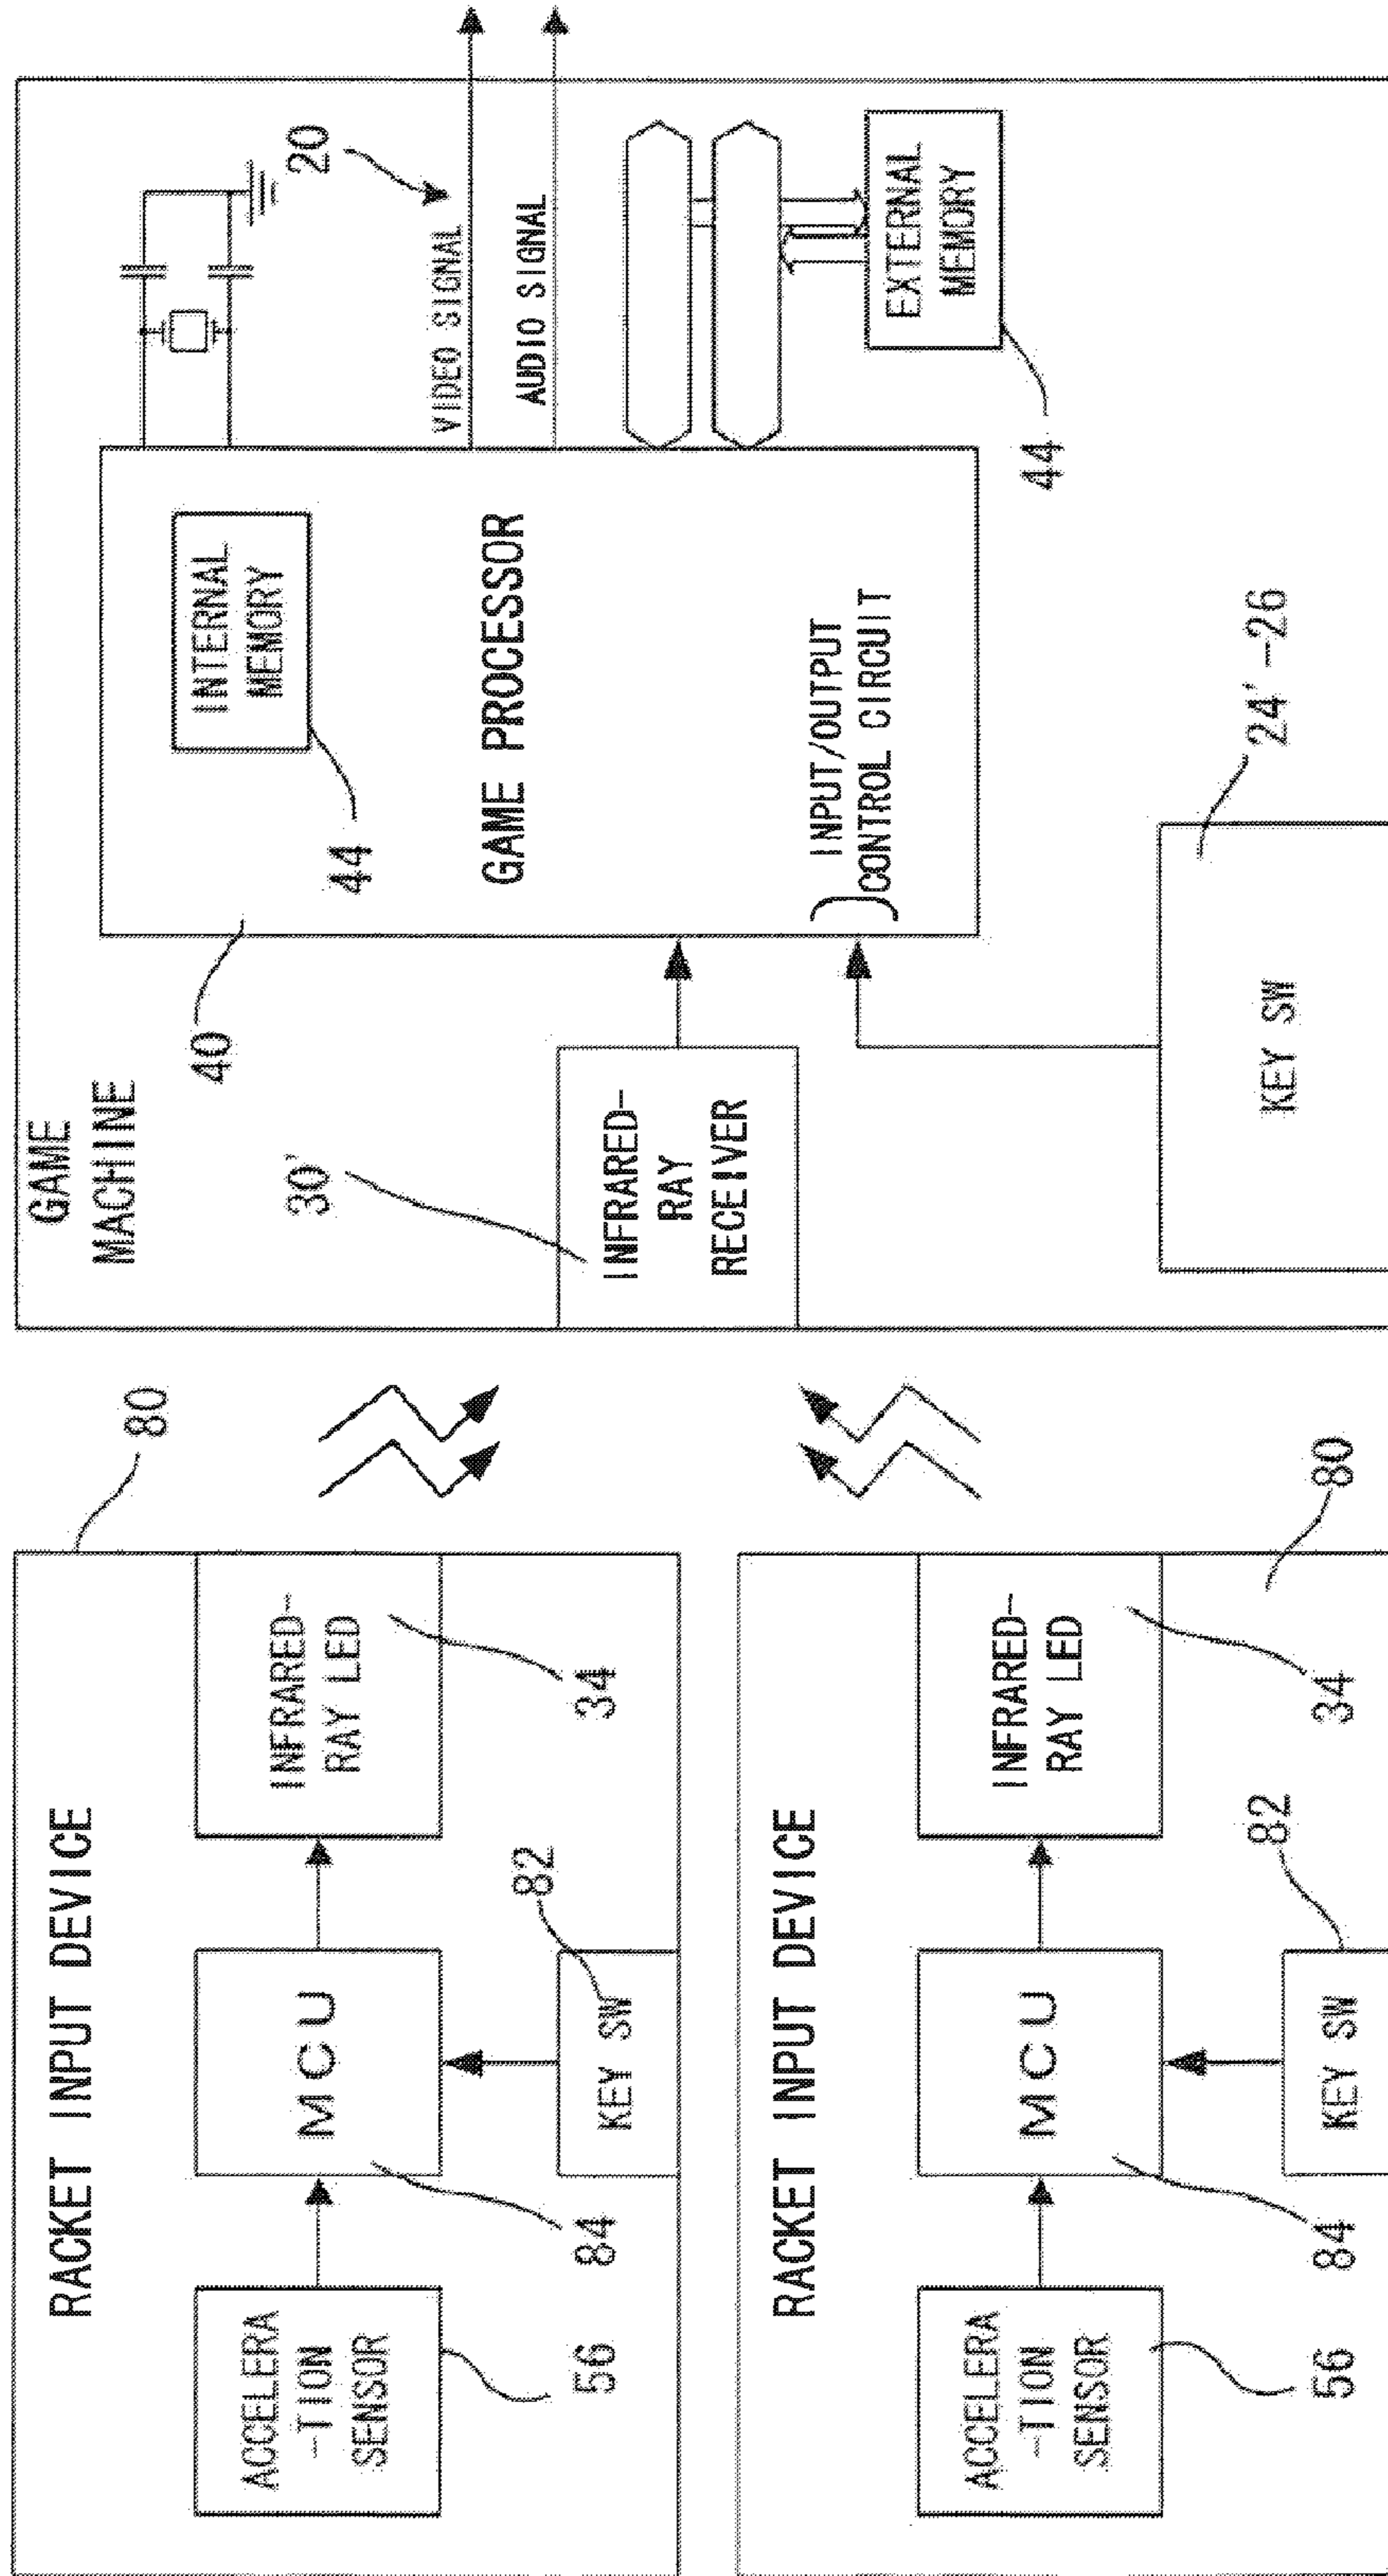 RACKET INPUT DEVICE
80
ACCELERA
-TION
SENSOR
56
MCU
84
INFRARED-
RAY LED
34
KEY SW
82
RACKET INPUT DEVICE
80
ACCELERA
-TION
SENSOR
56
MCU
84
INFRARED-
RAY LED
34
KEY SW
82
GAME
MACHINE
40
30'
INFRARED-
RAY
RECEIVER
INTERNAL
MEMORY
44
GAME PROCESSOR
INPUT/OUTPUT
CONTROL CIRCUIT
20
VIDEO SIGNAL
AUDIO SIGNAL
EXTERNAL
MEMORY
44
KEY SW
24'-26